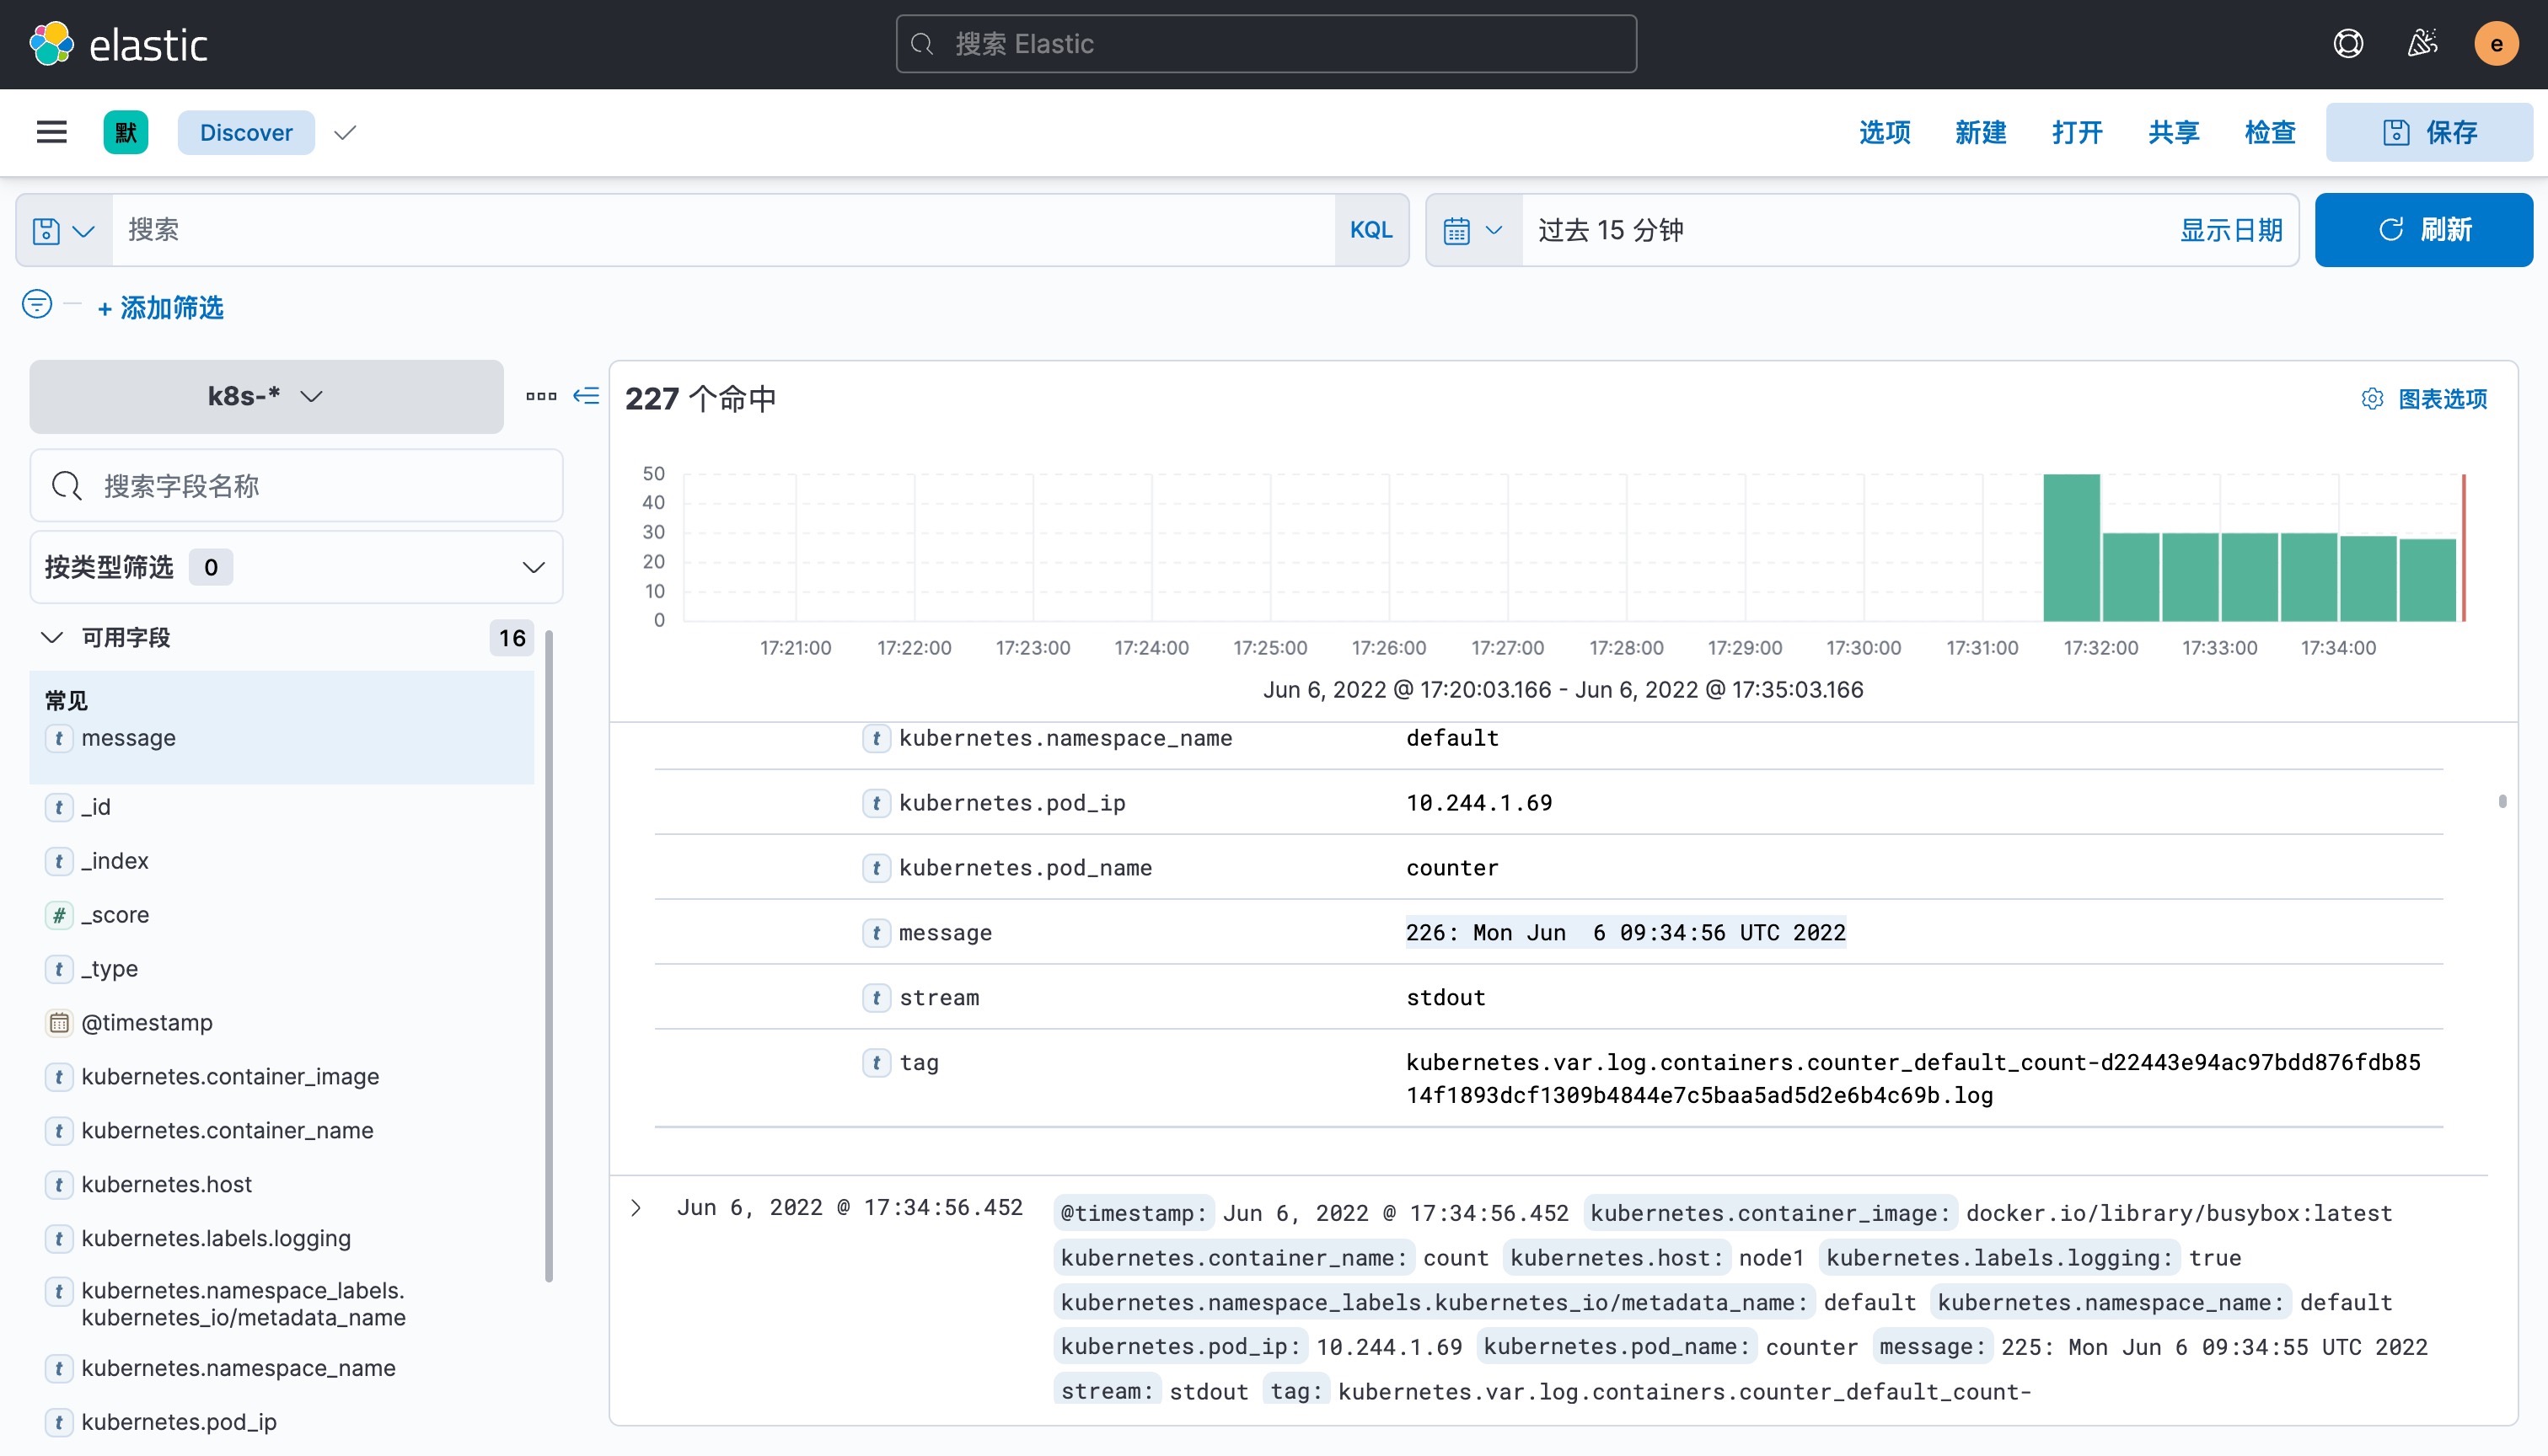 elastic
搜索 Elastic
e
默
Discover
选项 新建 打开 共享 检查 保存
搜索
KQL
过去 15 分钟
显示日期
刷新
+ 添加筛选
k8s-*
搜索字段名称
按类型筛选 0
可用字段 16
常见
t message
t _id
t _index
# _score
t _type
@timestamp
t kubernetes.container_image
t kubernetes.container_name
t kubernetes.host
t kubernetes.labels.logging
t kubernetes.namespace_labels.
kubernetes_io/metadata_name
t kubernetes.namespace_name
t kubernetes.pod_ip
227 个命中
图表选项
50
40
30
20
10
0
17:21:00 17:22:00 17:23:00 17:24:00 17:25:00 17:26:00 17:27:00 17:28:00 17:29:00 17:30:00 17:31:00 17:32:00 17:33:00 17:34:00
Jun 6, 2022 @ 17:20:03.166 - Jun 6, 2022 @ 17:35:03.166
t kubernetes.namespace_name default
t kubernetes.pod_ip 10.244.1.69
t kubernetes.pod_name counter
t message 226: Mon Jun  6 09:34:56 UTC 2022
t stream stdout
t tag kubernetes.var.log.containers.counter_default_count-d22443e94ac97bdd876fdb85
14f1893dcf1309b4844e7c5baa5ad5d2e6b4c69b.log
Jun 6, 2022 @ 17:34:56.452 @timestamp: Jun 6, 2022 @ 17:34:56.452 kubernetes.container_image: docker.io/library/busybox:latest
kubernetes.container_name: count kubernetes.host: node1 kubernetes.labels.logging: true
kubernetes.namespace_labels.kubernetes_io/metadata_name: default kubernetes.namespace_name: default
kubernetes.pod_ip: 10.244.1.69 kubernetes.pod_name: counter message: 225: Mon Jun 6 09:34:55 UTC 2022
stream: stdout tag: kubernetes.var.log.containers.counter_default_count-